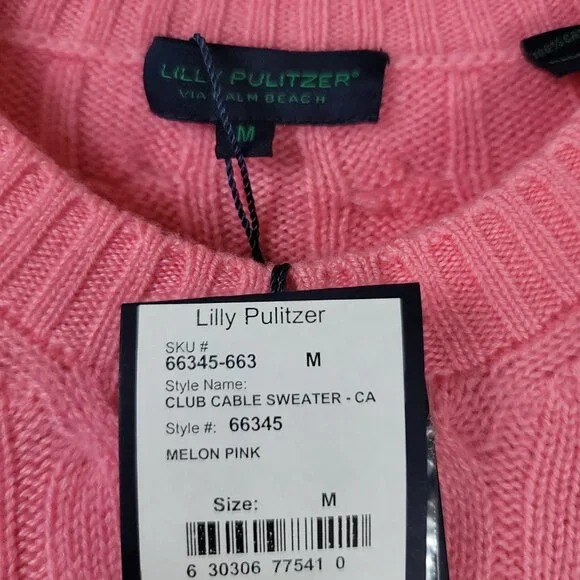 LILLY PULITZER®
VIA PALM BEACH
M
Lilly Pulitzer
SKU #
66345-663 M
Style Name:
CLUB CABLE SWEATER - CA
Style #: 66345
MELON PINK
Size: M
6 30306 77541 0